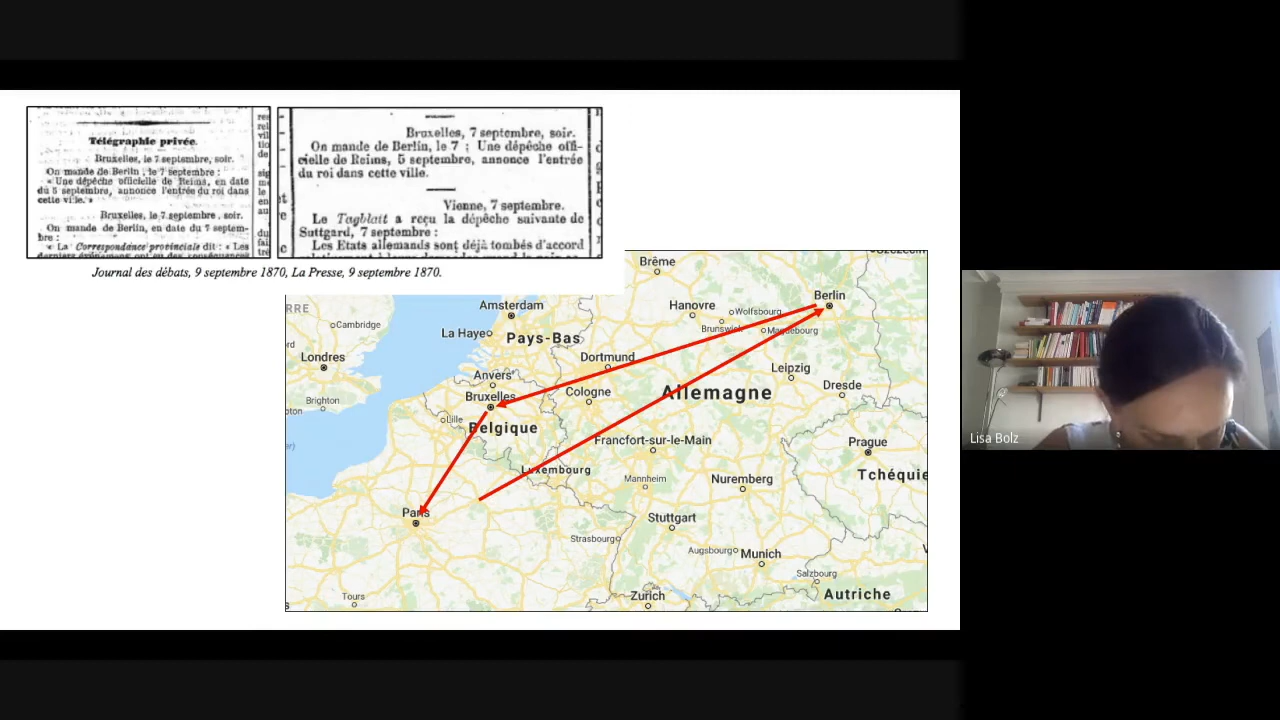 Télégraphie privée.
Bruxelles, le 7 septembre, soir.
On mande de Berlin, le 7 septembre :
« Une dépêche officielle de Reims, en date
du 5 septembre, annonce l'entrée du roi dans
cette ville. »
Bruxelles, le 7 septembre, soir.
On mande de Berlin, en date du 7 septem-
bre :
« La Correspondance provinciale dit : « Les
Bruxelles, 7 septembre, soir.
On mande de Berlin, le 7 : Une dépêche offi-
cielle de Reims, 5 septembre, annonce l'entrée
du roi dans cette ville.
Vienne, 7 septembre.
Le Tagblatt a reçu la dépêche suivante de
Suttgard, 7 septembre :
Les Etats allemands sont déjà tombés d'accord
Journal des débats, 9 septembre 1870, La Presse, 9 septembre 1870.
Brême
Berlin
Hanovre
Wolfsbourg
Amsterdam
RRE
Cambridge
Brunswick
Magdebourg
La Haye
Pays-Bas
Londres
Dortmund
Leipzig
Anvers
Dresde
Cologne
Allemagne
Bruxelles
Brighton
Lille
Belgique
Francfort-sur-le-Main
Prague
Luxembourg
Tchéquie
Mannheim
Nuremberg
Paris
Stuttgart
Strasbourg
Augsbourg
Munich
Salzbourg
Tours
Zurich
Autriche
Lisa Bolz